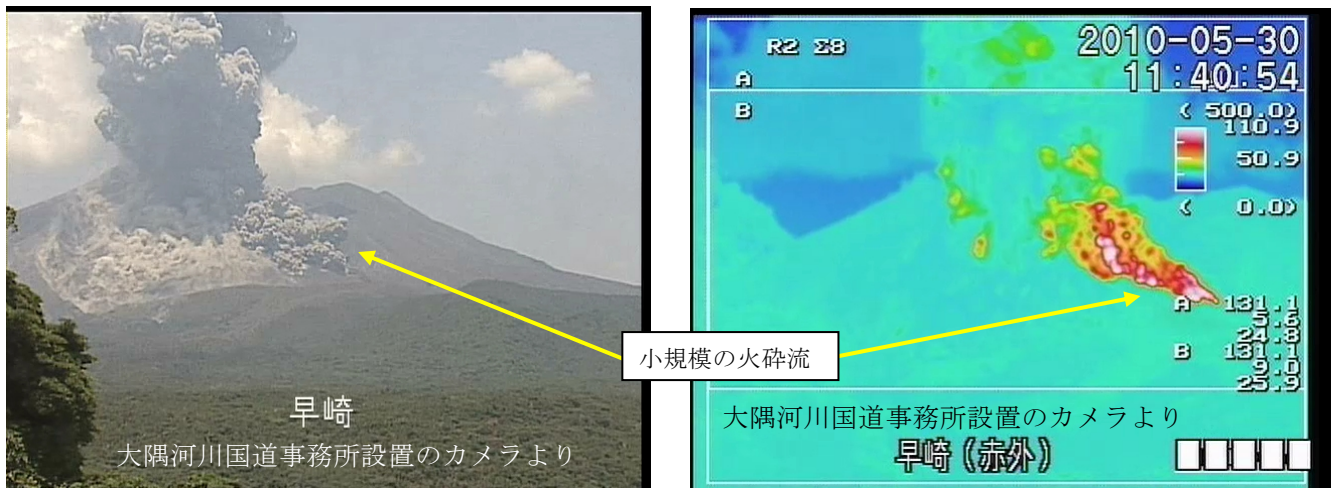 早崎
大隅河川国道事務所設置のカメラより
小規模の火砕流
R2 Σ8
2010-05-30
11:40:54
A
B
< 500.0>
110.9
50.9
< 0.0>
A 131.1
5.6
24.8
B 131.1
9.0
25.9
大隅河川国道事務所設置のカメラより
早崎(赤外)